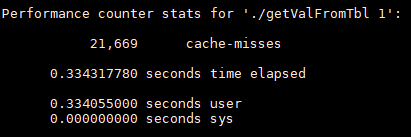 Performance counter stats for './getValFromTbl 1':
21,669 cache-misses
0.334317780 seconds time elapsed
0.334055000 seconds user
0.000000000 seconds sys